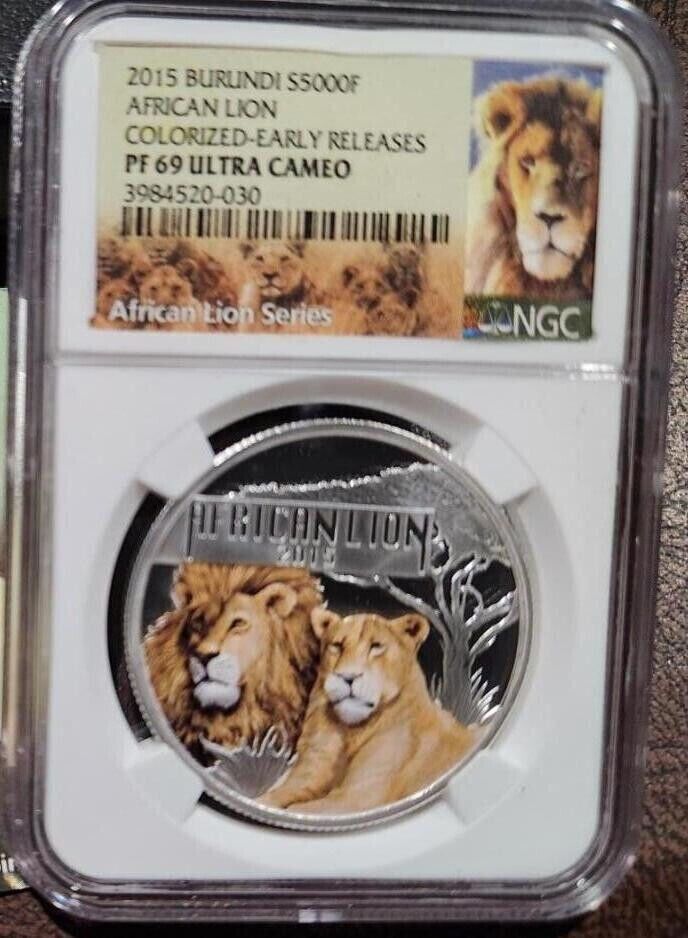 2015 BURUNDI S5000F
AFRICAN LION
COLORIZED-EARLY RELEASES
PF 69 ULTRA CAMEO
3984520-030
African Lion Series
NGC
AFRICAN LION
2015